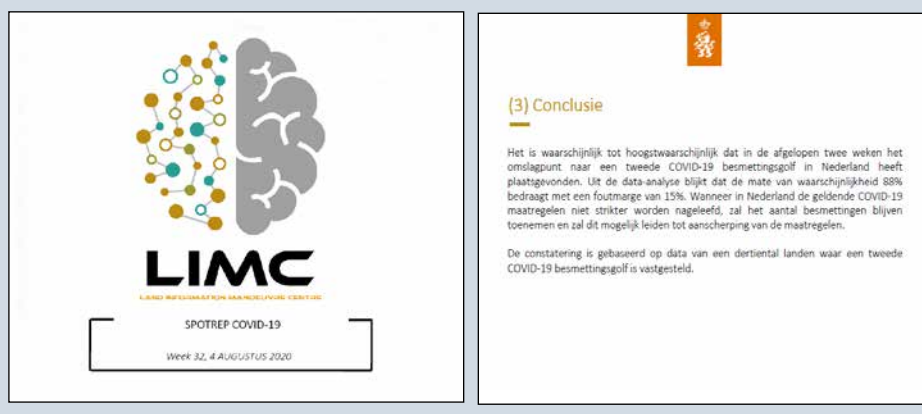 LIMC
LAND INFORMATION MANOEUVRE CENTRE
SPOTREP COVID-19
Week 32, 4 AUGUSTUS 2020
(3) Conclusie
Het is waarschijnlijk tot hoogstwaarschijnlijk dat in de afgelopen twee weken het
omslagpunt naar een tweede COVID-19 besmettingsgolf in Nederland heeft
plaatsgevonden. Uit de data-analyse blijkt dat de mate van waarschijnlijkheid 88%
bedraagt met een foutmarge van 15%. Wanneer in Nederland de geldende COVID-19
maatregelen niet strikter worden nageleefd, zal het aantal besmettingen blijven
toenemen en zal dit mogelijk leiden tot aanscherping van de maatregelen.
De constatering is gebaseerd op data van een dertiental landen waar een tweede
COVID-19 besmettingsgolf is vastgesteld.